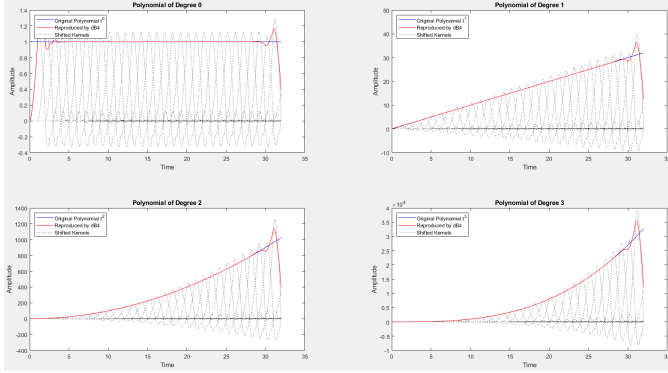 Polynomial of Degree 0
Original Polynomial t^0
Reproduced by dB4
Shifted Kernels
Amplitude
1.4
1.2
1
0.8
0.6
0.4
0.2
0
-0.2
-0.4
0 5 10 15 20 25 30 35
Time
Polynomial of Degree 1
Original Polynomial t^1
Reproduced by dB4
Shifted Kernels
Amplitude
50
40
30
20
10
0
-10
0 5 10 15 20 25 30 35
Time
Polynomial of Degree 2
Original Polynomial t^2
Reproduced by dB4
Shifted Kernels
Amplitude
1400
1200
1000
800
600
400
200
0
-200
-400
0 5 10 15 20 25 30 35
Time
Polynomial of Degree 3
×10^4
Original Polynomial t^3
Reproduced by dB4
Shifted Kernels
Amplitude
4
3.5
3
2.5
2
1.5
1
0.5
0
-0.5
-1
0 5 10 15 20 25 30 35
Time